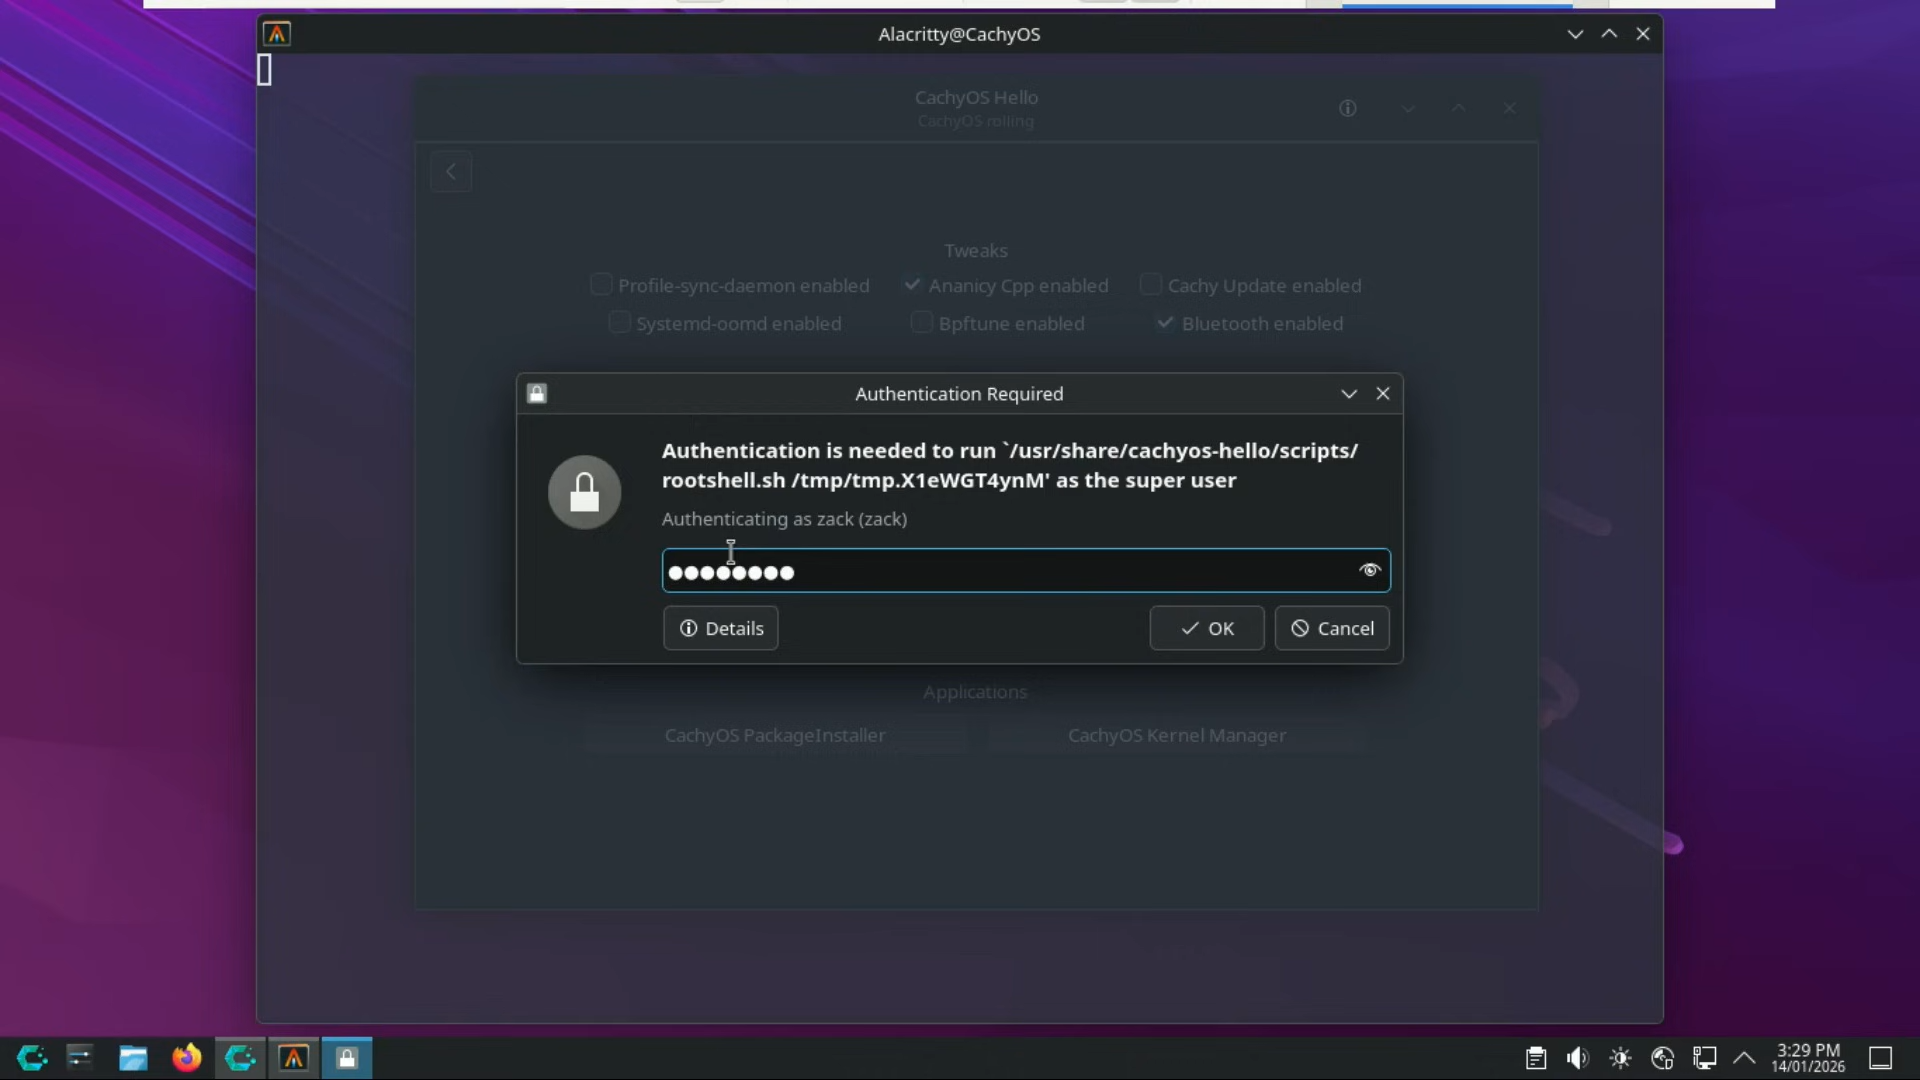 Alacritty@CachyOS
CachyOS Hello
CachyOS rolling
Tweaks
Profile-sync-daemon enabled
Ananicy Cpp enabled
Cachy Update enabled
Systemd-oomd enabled
Bpftune enabled
Bluetooth enabled
Authentication Required
Authentication is needed to run `/usr/share/cachyos-hello/scripts/
rootshell.sh /tmp/tmp.X1eWGT4ynM' as the super user
Authenticating as zack (zack)
Details
OK
Cancel
Applications
CachyOS PackageInstaller
CachyOS Kernel Manager
3:29 PM
14/01/2026